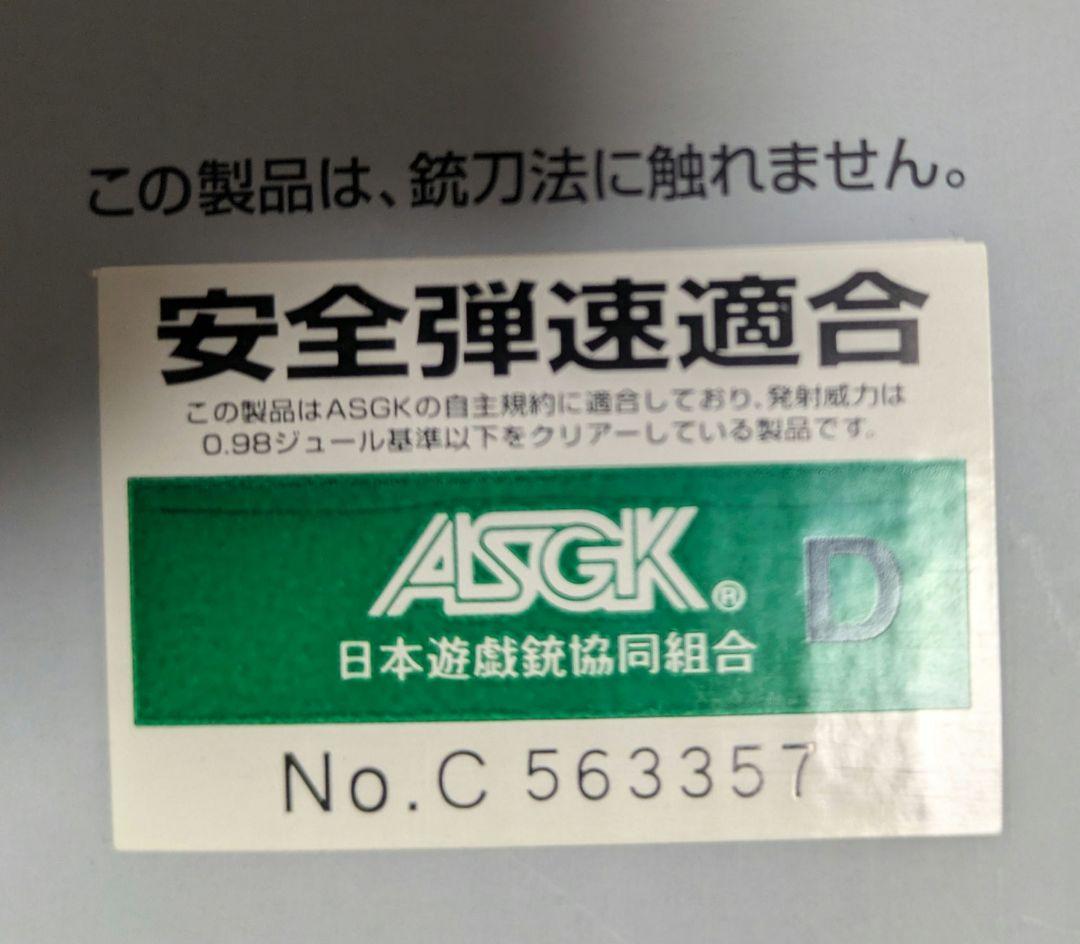 この製品は、銃刀法に触れません。
安全弾速適合
この製品はASGKの自主規約に適合しており、発射威力は
0.98ジュール基準以下をクリアーしている製品です。
ASGK®
D
日本遊戯銃協同組合
No.C 563357